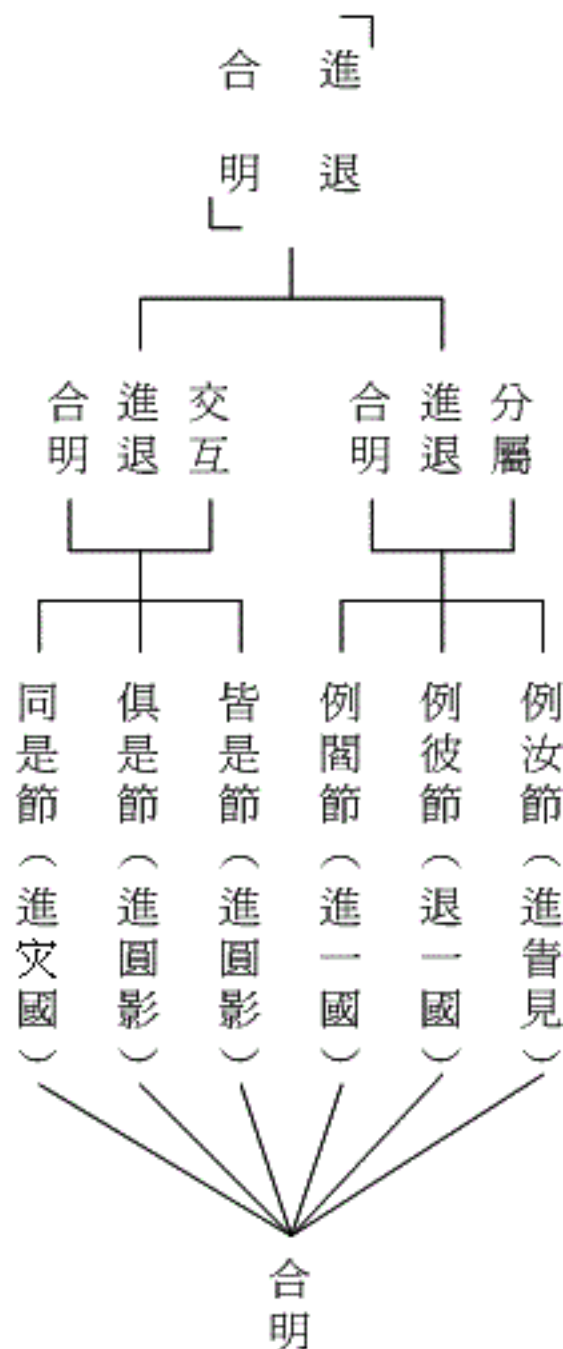 進退
合明
分屬
進退
合明
交互
進退
合明
例汝節（進眚見）
例彼節（退一國）
例閻節（進一國）
皆是節（進圓影）
俱是節（進圓影）
同是節（進灾國）
合明